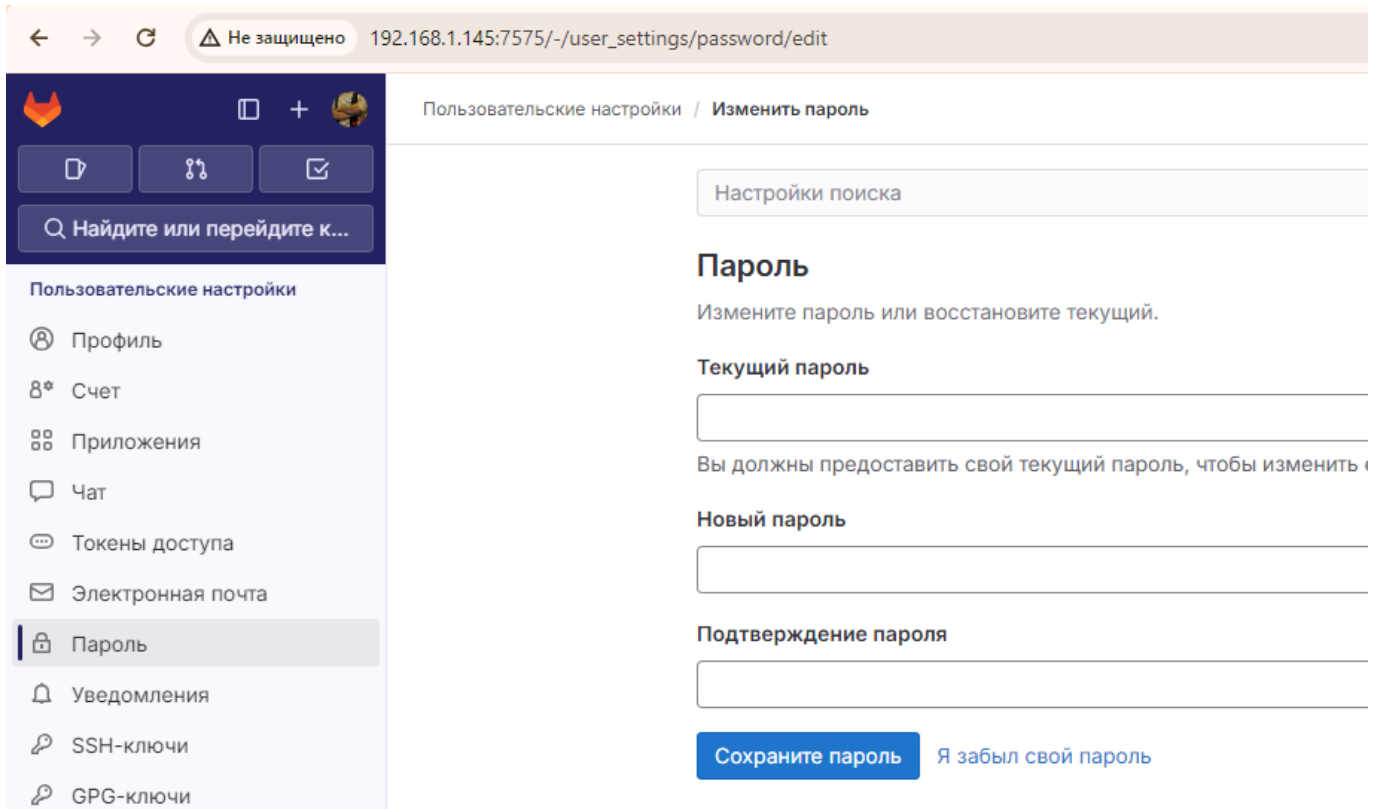 Не защищено 192.168.1.145:7575/-/user_settings/password/edit
Пользовательские настройки / Изменить пароль
Найдите или перейдите к...
Пользовательские настройки
Профиль
Счет
Приложения
Чат
Токены доступа
Электронная почта
Пароль
Уведомления
SSH-ключи
GPG-ключи
Настройки поиска
Пароль
Измените пароль или восстановите текущий.
Текущий пароль
Вы должны предоставить свой текущий пароль, чтобы изменить
Новый пароль
Подтверждение пароля
Сохраните пароль Я забыл свой пароль